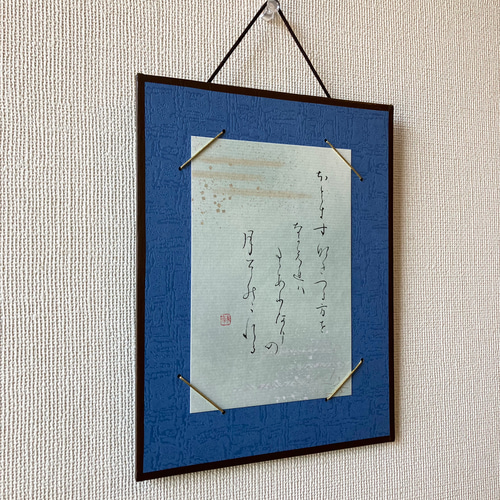 ほとゝきすなきつる方を
なかむれは
たゝありあけの
月そのこれる